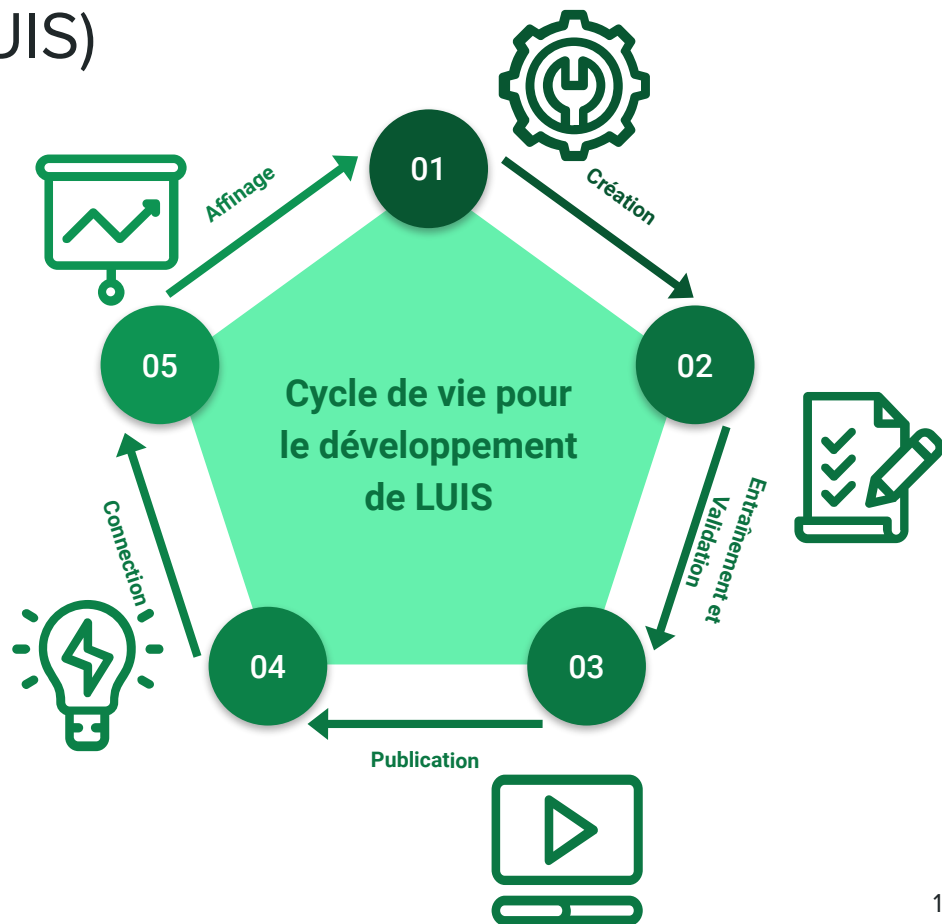 UIS)
01
Création
Affinage
05
02
Cycle de vie pour
le développement
de LUIS
Entraînement et
Validation
Connection
04
03
Publication
1